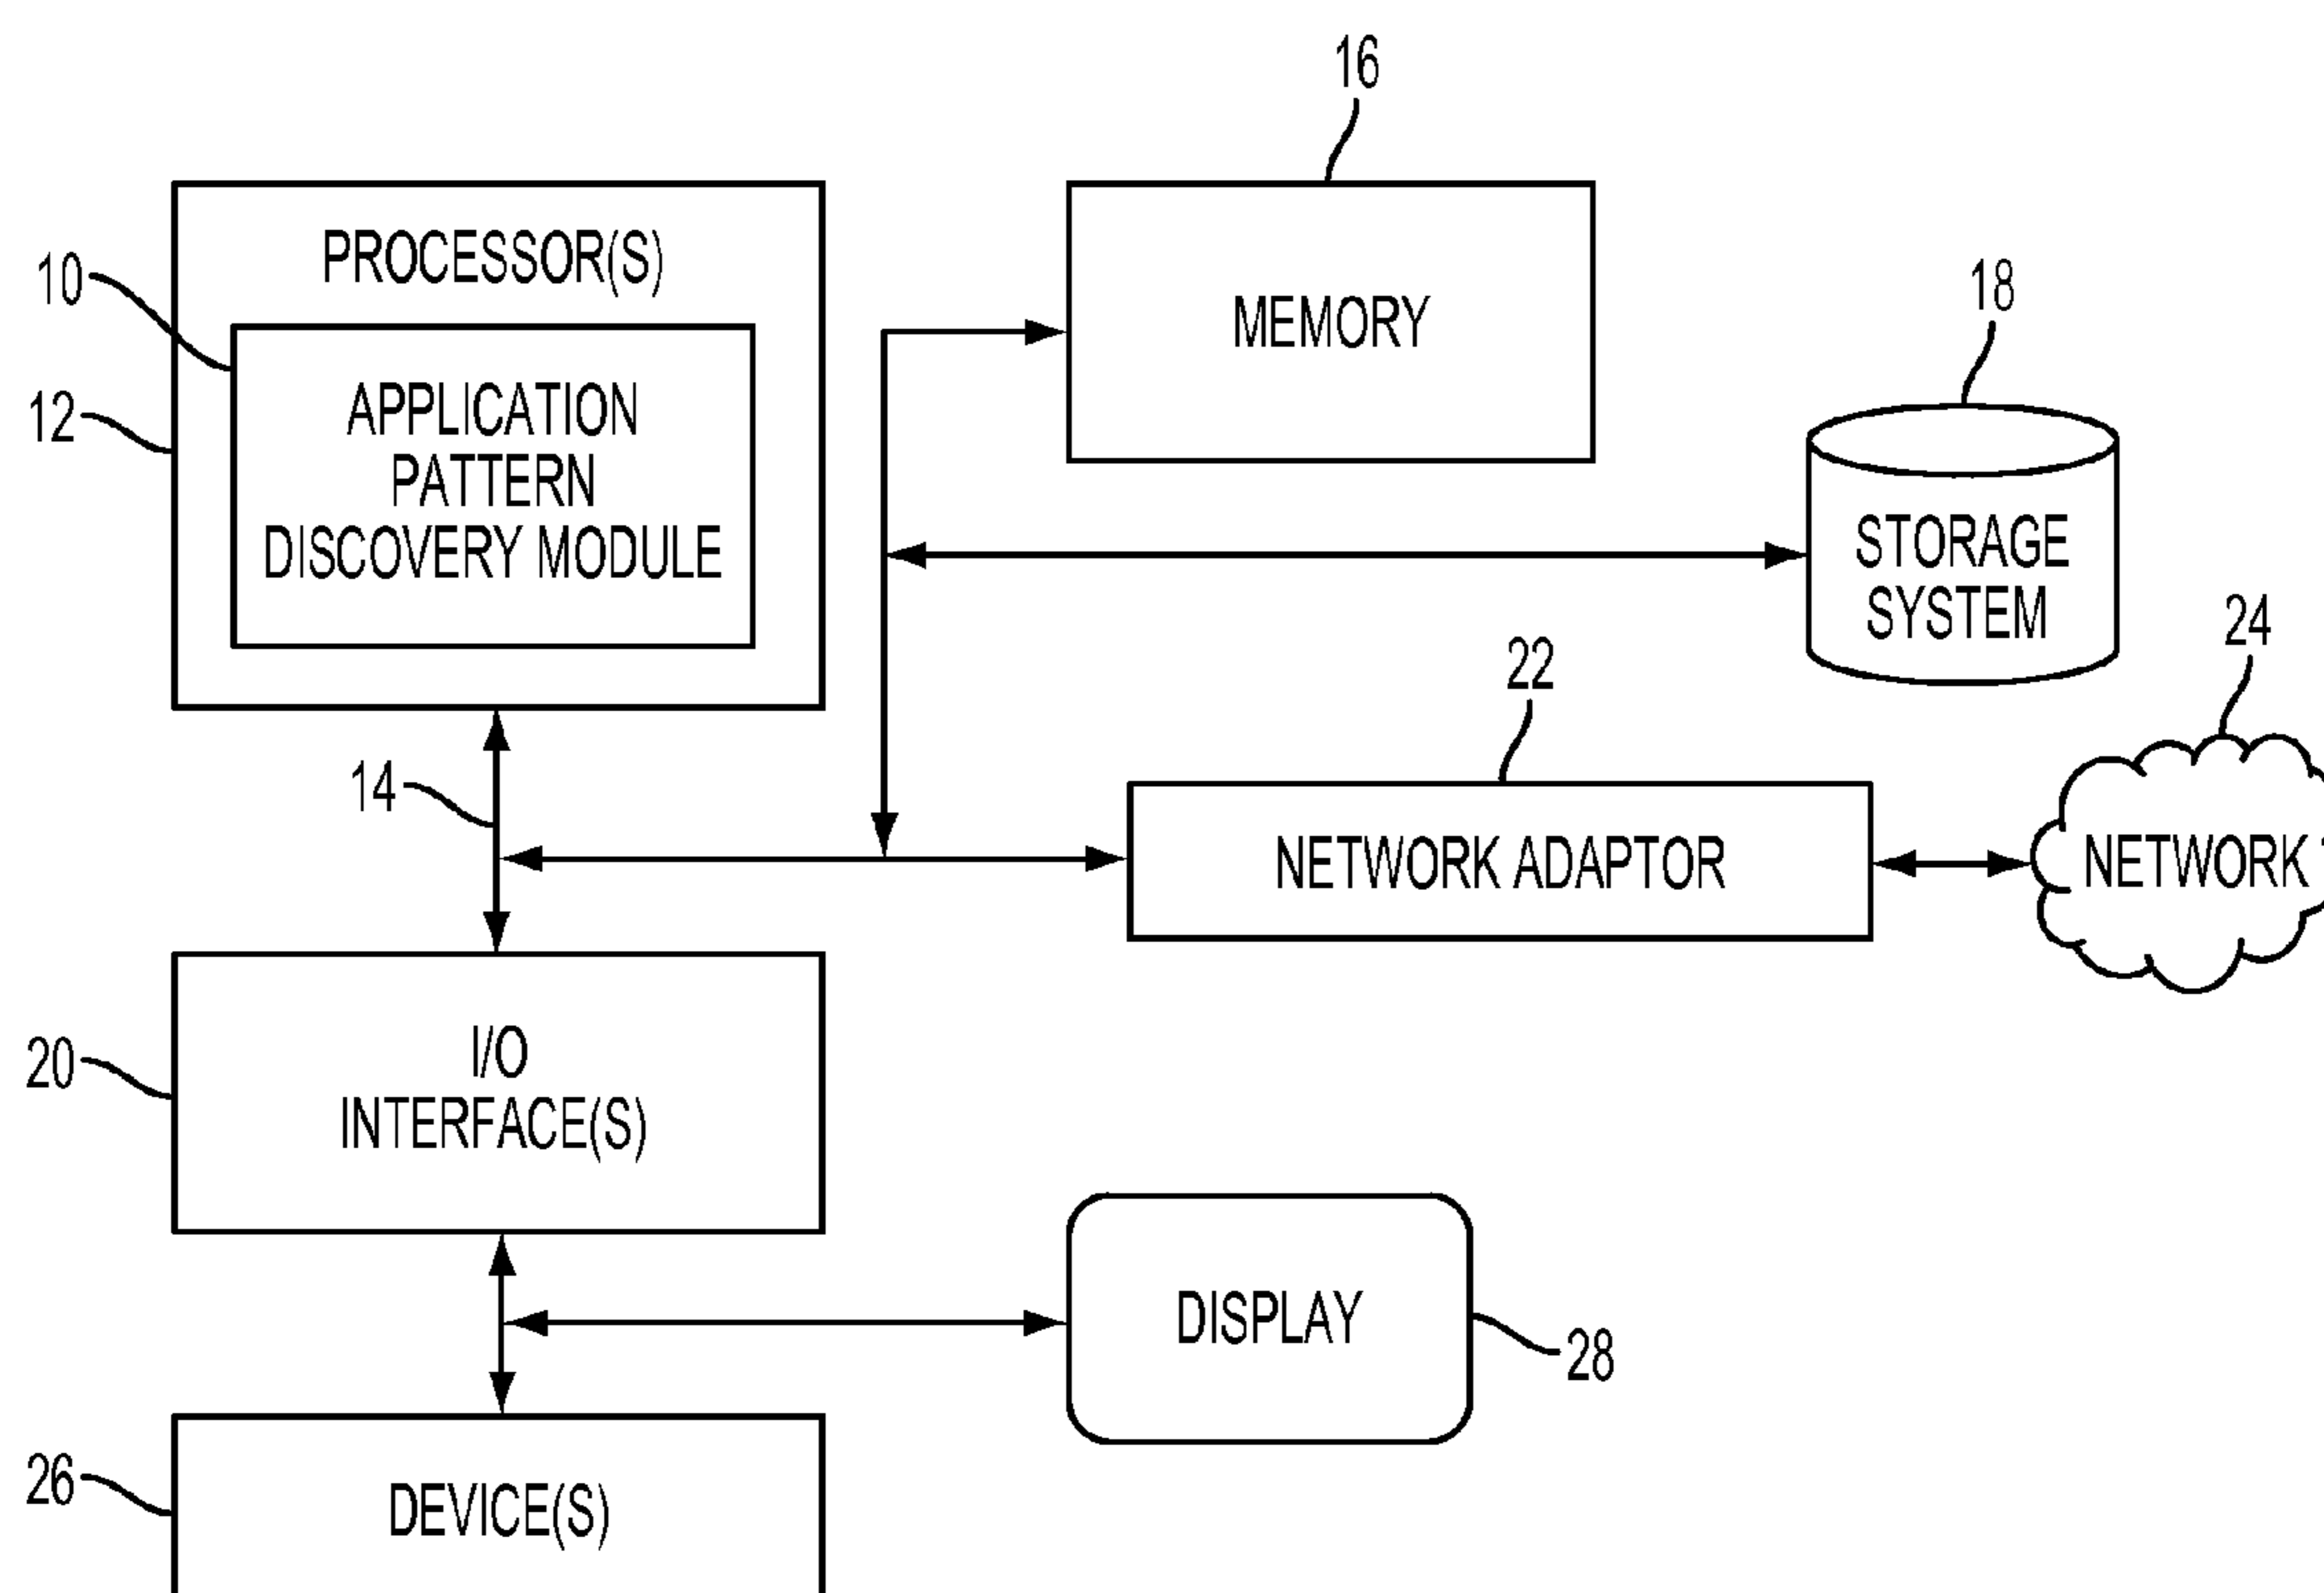 16
PROCESSOR(S)
10
MEMORY
18
12
APPLICATION
PATTERN
DISCOVERY MODULE
STORAGE
SYSTEM
24
22
14
NETWORK ADAPTOR
NETWORK
20
I/O
INTERFACE(S)
DISPLAY
28
26
DEVICE(S)